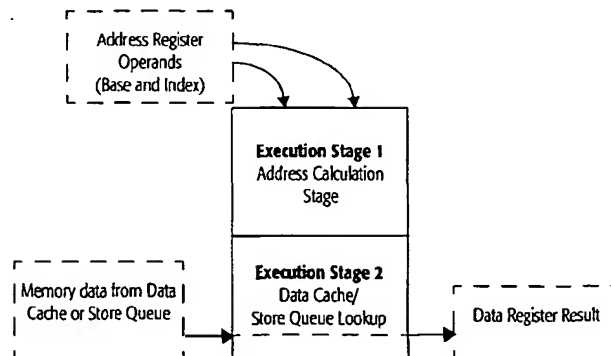 Address Register
Operands
(Base and Index)
Execution Stage 1
Address Calculation
Stage
Execution Stage 2
Data Cache/
Store Queue Lookup
Memory data from Data
Cache or Store Queue
Data Register Result